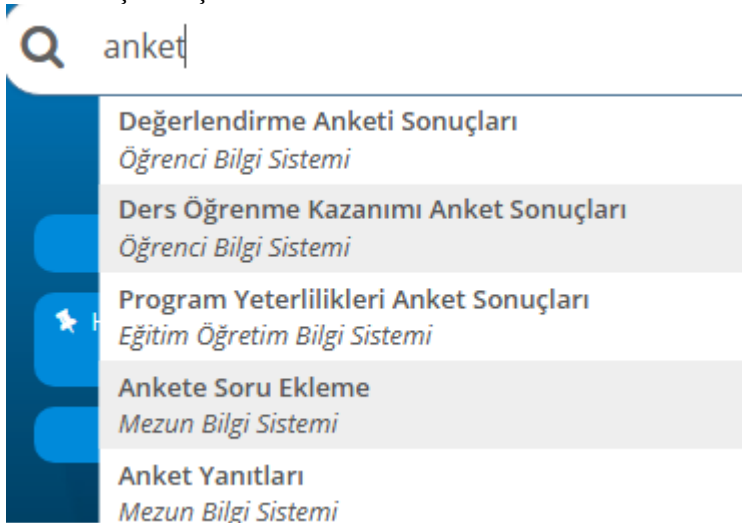 anket
Değerlendirme Anketi Sonuçları
Öğrenci Bilgi Sistemi
Ders Öğrenme Kazanımı Anket Sonuçları
Öğrenci Bilgi Sistemi
Program Yeterlilikleri Anket Sonuçları
Eğitim Öğretim Bilgi Sistemi
Ankete Soru Ekleme
Mezun Bilgi Sistemi
Anket Yanıtları
Mezun Bilgi Sistemi